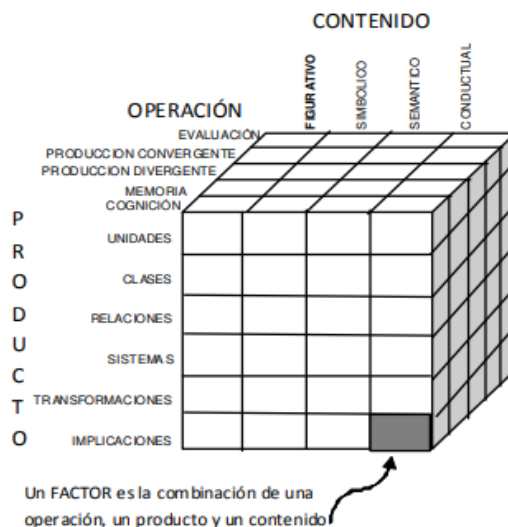 CONTENIDO
FIGURATIVO
SIMBOLICO
SEMANTICO
CONDUCTUAL
OPERACIÓN
EVALUACIÓN
PRODUCCION CONVERGENTE
PRODUCCION DIVERGENTE
MEMORIA
COGNICIÓN
PRODUCTO
UNIDADES
CLASES
RELACIONES
SISTEMAS
TRANSFORMACIONES
IMPLICACIONES
Un FACTOR es la combinación de una
operación, un producto y un contenido